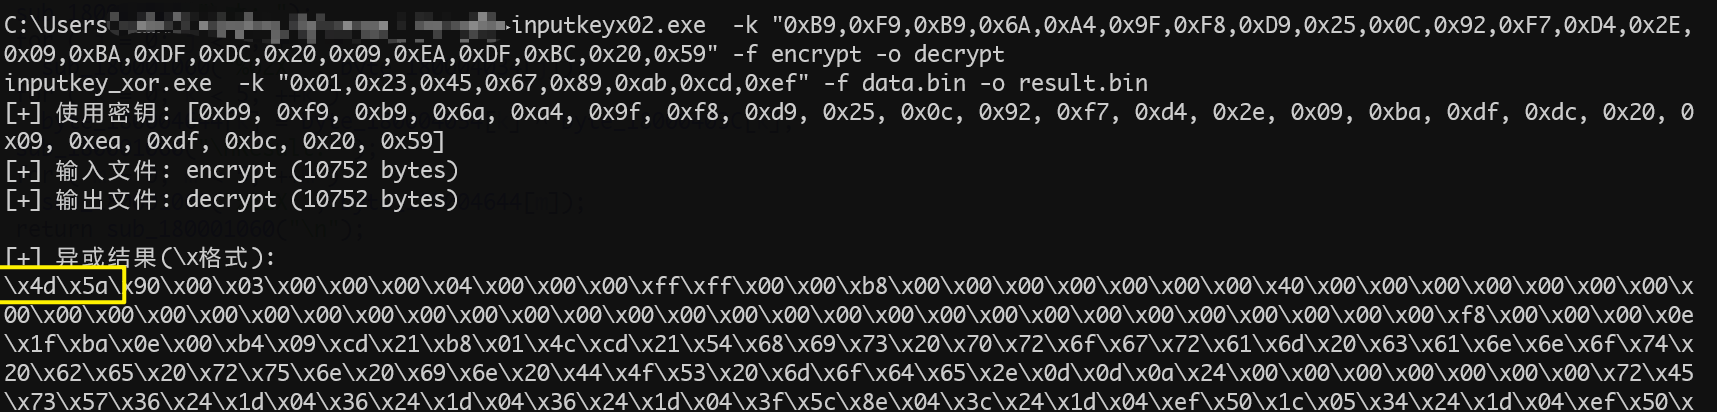 C:\Users inputkeyx02.exe  -k "0xB9,0xF9,0xB9,0x6A,0xA4,0x9F,0xF8,0xD9,0x25,0x0C,0x92,0xF7,0xD4,0x2E,
0x09,0xBA,0xDF,0xDC,0x20,0x09,0xEA,0xDF,0xBC,0x20,0x59" -f encrypt -o decrypt
inputkey_xor.exe  -k "0x01,0x23,0x45,0x67,0x89,0xab,0xcd,0xef" -f data.bin -o result.bin
[+] 使用密钥: [0xb9, 0xf9, 0xb9, 0x6a, 0xa4, 0x9f, 0xf8, 0xd9, 0x25, 0x0c, 0x92, 0xf7, 0xd4, 0x2e, 0x09, 0xba, 0xdf, 0xdc, 0x20, 0
x09, 0xea, 0xdf, 0xbc, 0x20, 0x59]
[+] 输入文件: encrypt (10752 bytes)
[+] 输出文件: decrypt (10752 bytes)
return sub_180001060("\n");
[+] 异或结果(\x格式):
\x4d\x5a\x90\x00\x03\x00\x00\x00\x04\x00\x00\x00\xff\xff\x00\x00\xb8\x00\x00\x00\x00\x00\x00\x00\x40\x00\x00\x00\x00\x00\x00\x00\x
00\x00\x00\x00\x00\x00\x00\x00\x00\x00\x00\x00\x00\x00\x00\x00\x00\x00\x00\x00\x00\x00\x00\x00\x00\x00\x00\x00\xf8\x00\x00\x00\x0e
\x1f\xba\x0e\x00\xb4\x09\xcd\x21\xb8\x01\x4c\xcd\x21\x54\x68\x69\x73\x20\x70\x72\x6f\x67\x72\x61\x6d\x20\x63\x61\x6e\x6e\x6f\x74\x
20\x62\x65\x20\x72\x75\x6e\x20\x69\x6e\x20\x44\x4f\x53\x20\x6d\x6f\x64\x65\x2e\x0d\x0d\x0a\x24\x00\x00\x00\x00\x00\x00\x00\x72\x45
\x73\x57\x36\x24\x1d\x04\x36\x24\x1d\x04\x36\x24\x1d\x04\x3f\x5c\x8e\x04\x3c\x24\x1d\x04\xef\x50\x1c\x05\x34\x24\x1d\x04\xef\x50\x